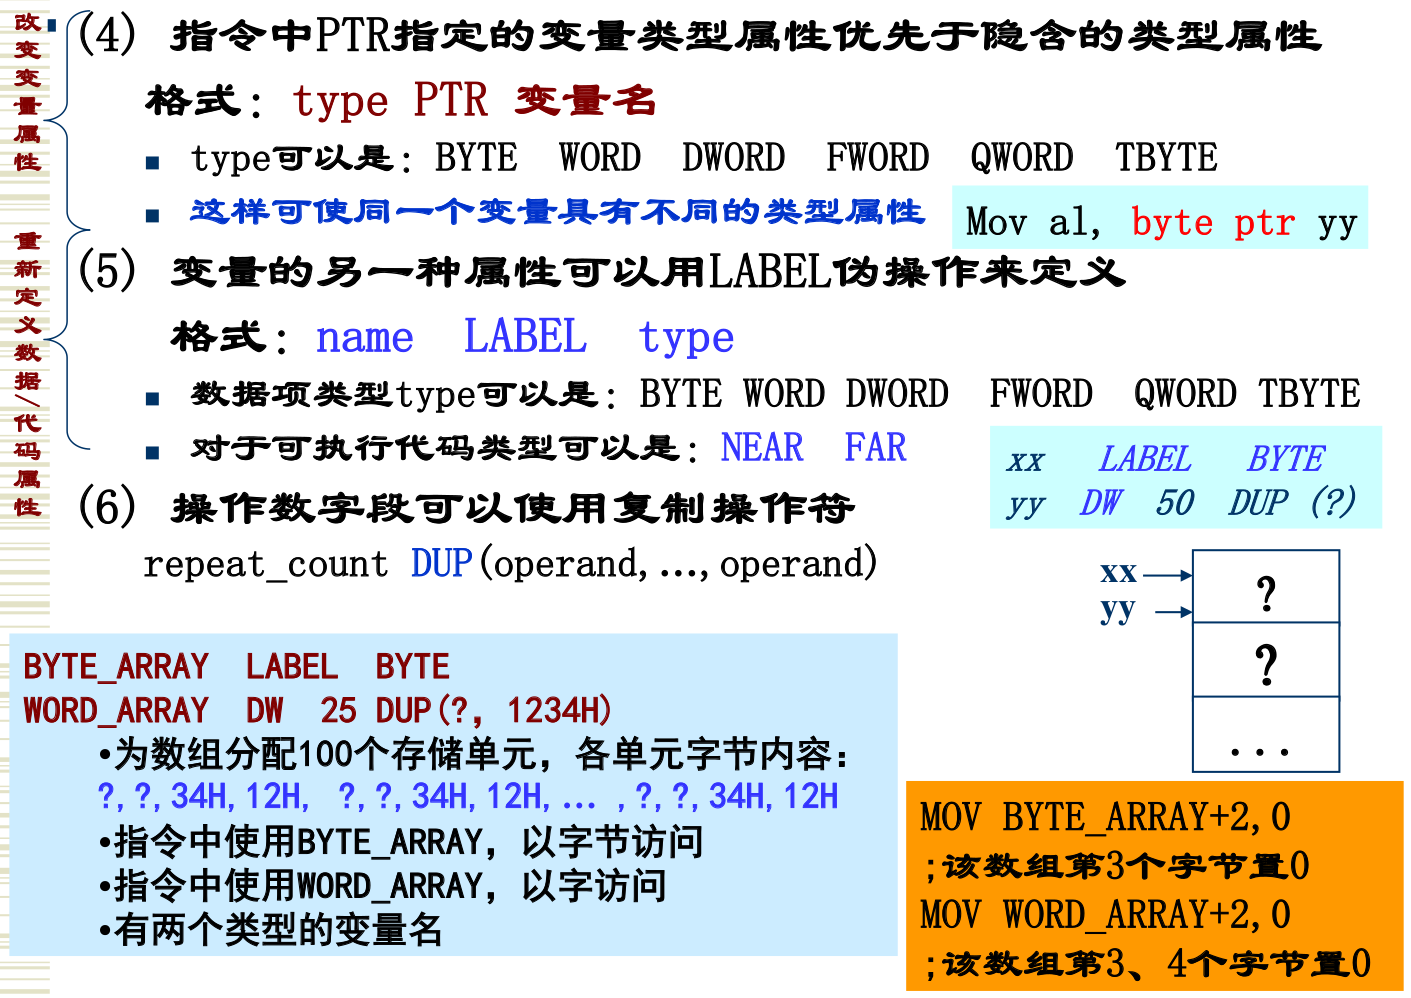 改变变量属性
(4) 指令中PTR指定的变量类型属性优先于隐含的类型属性
格式: type PTR 变量名
type可以是: BYTE WORD DWORD FWORD QWORD TBYTE
这样可使同一个变量具有不同的类型属性
Mov al, byte ptr yy
重新定义数据/代码属性
(5) 变量的另一种属性可以用LABEL伪操作来定义
格式: name LABEL type
数据项类型type可以是: BYTE WORD DWORD FWORD QWORD TBYTE
对于可执行代码类型可以是: NEAR FAR
xx LABEL BYTE
yy DW 50 DUP (?)
(6) 操作数字段可以使用复制操作符
repeat_count DUP(operand,...,operand)
xx
yy
?
?
...
BYTE_ARRAY LABEL BYTE
WORD_ARRAY DW 25 DUP(?, 1234H)
•为数组分配100个存储单元，各单元字节内容：
?,?,34H,12H, ?,?,34H,12H,... ,?,?,34H,12H
•指令中使用BYTE_ARRAY，以字节访问
•指令中使用WORD_ARRAY，以字访问
•有两个类型的变量名
MOV BYTE_ARRAY+2,0
;该数组第3个字节置0
MOV WORD_ARRAY+2,0
;该数组第3、4个字节置0